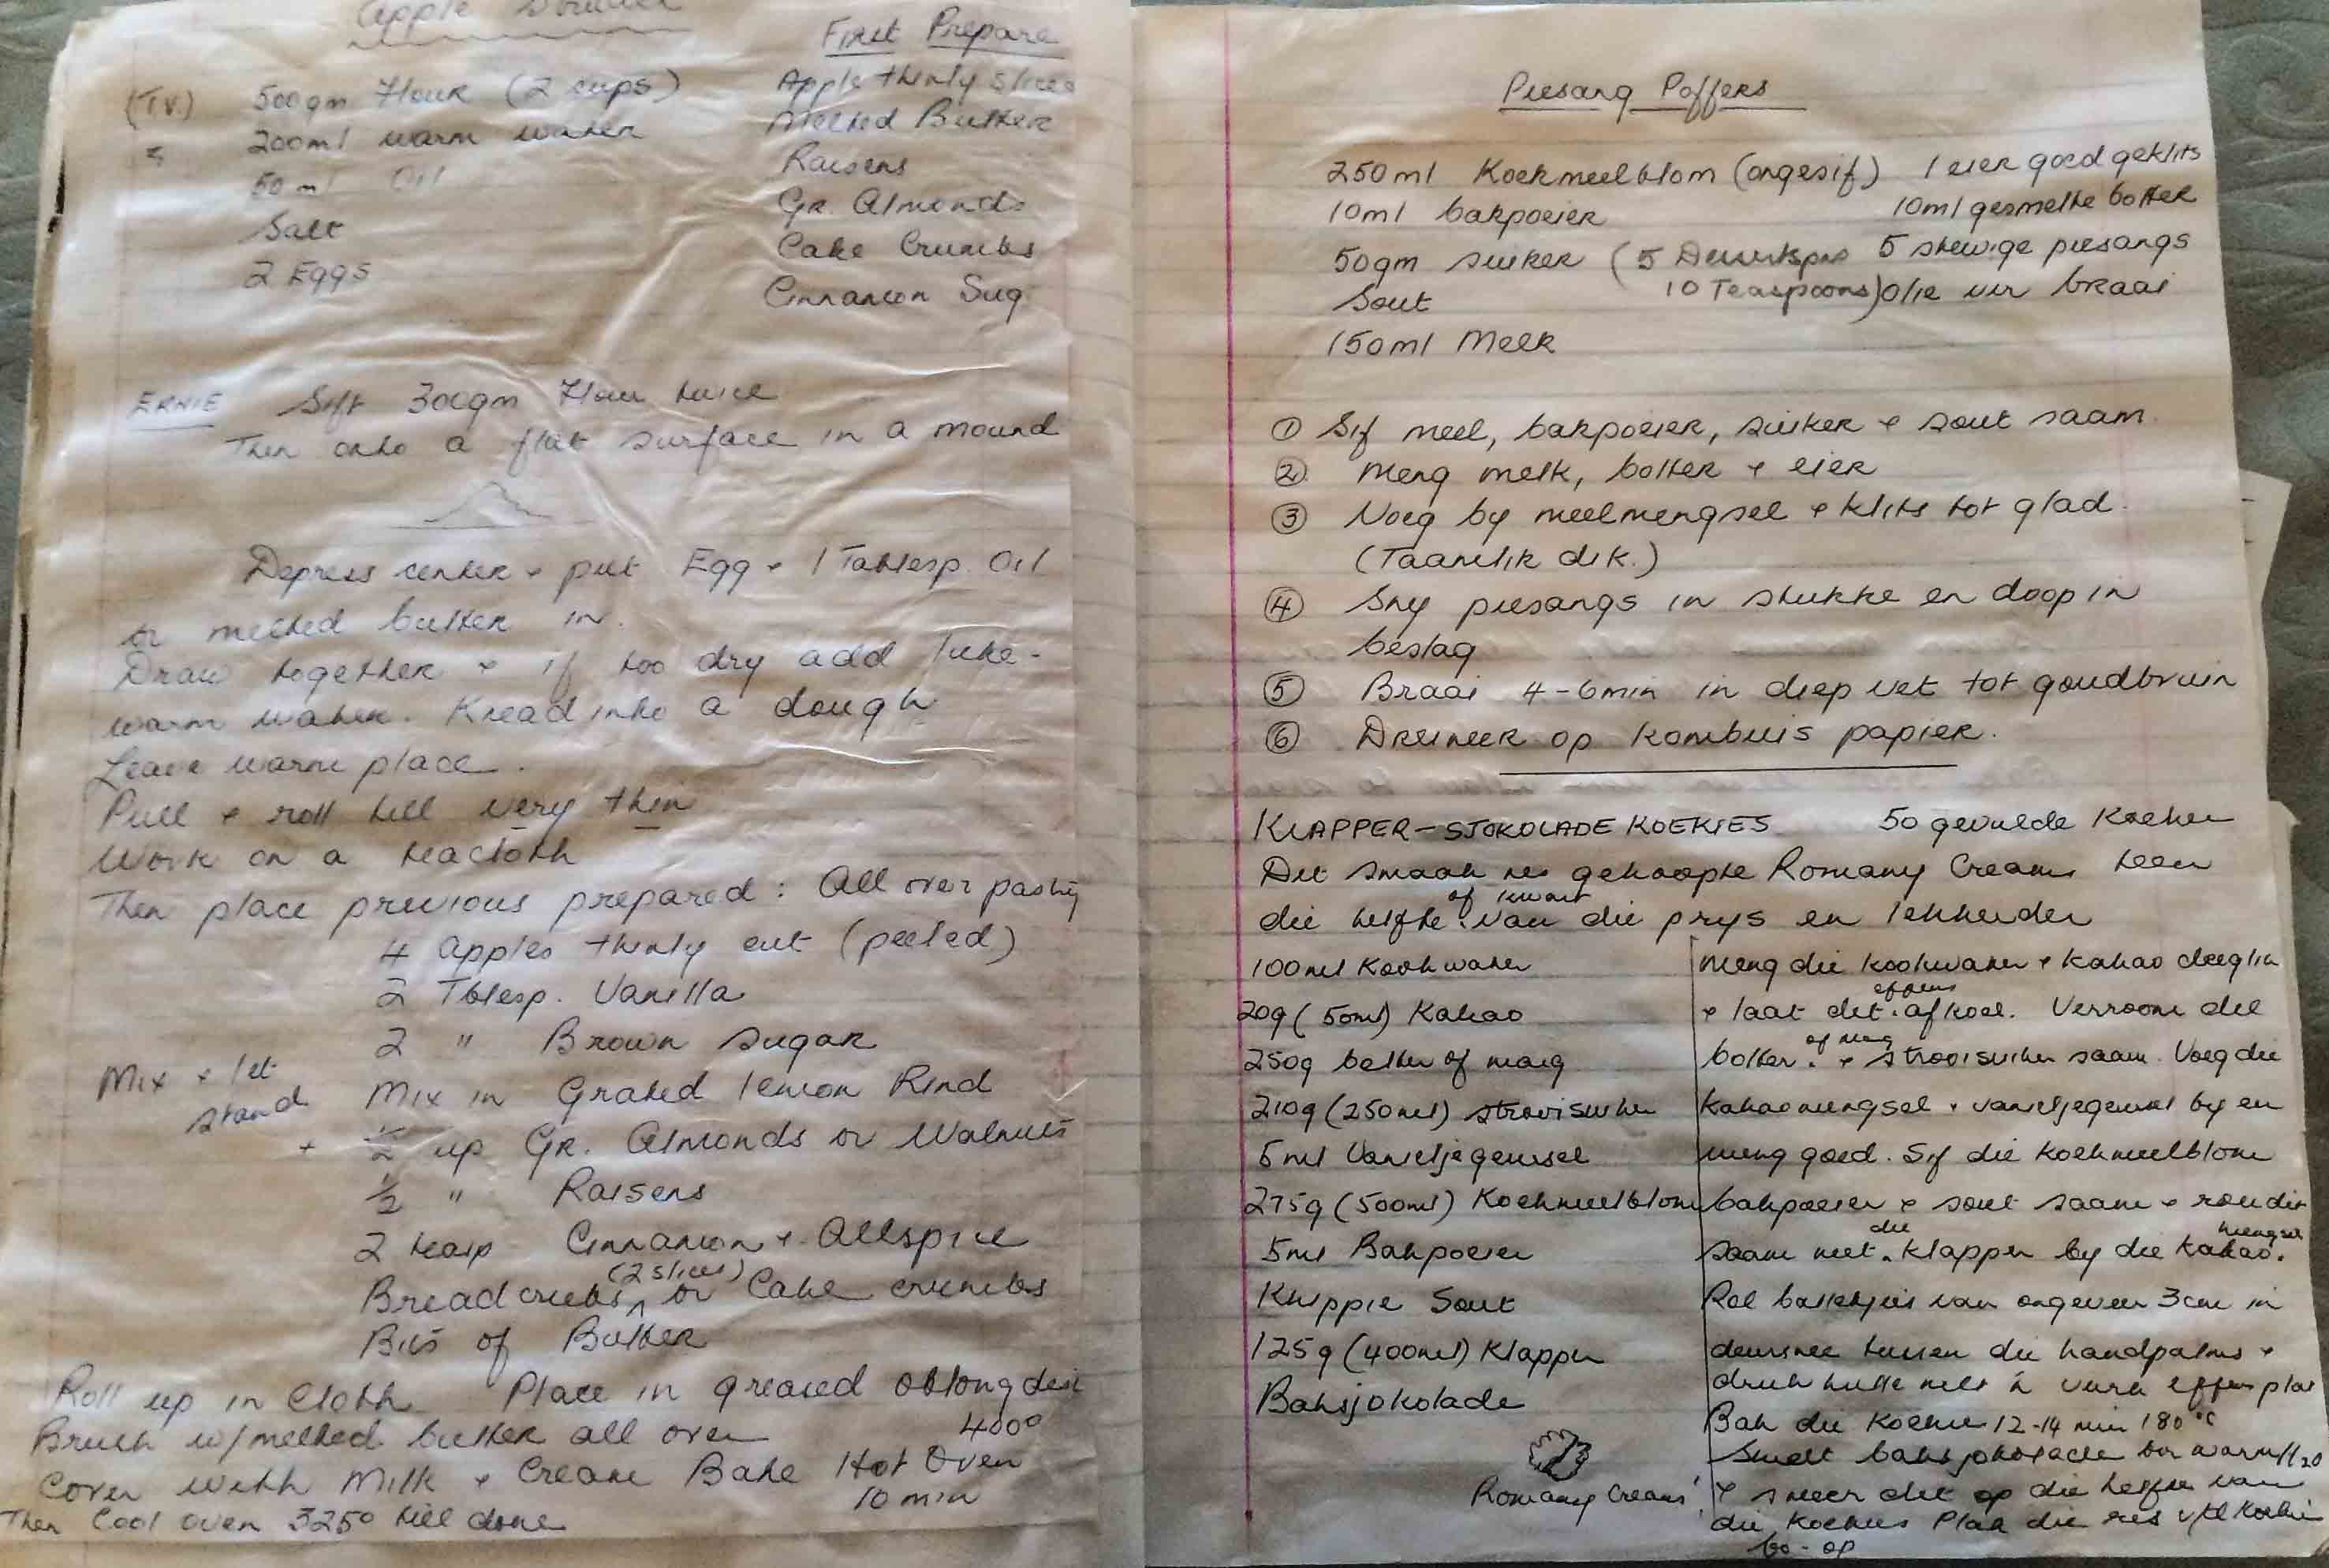 Apple Strudel
First Prepare
(T.V.) 500gm Flour (2 cups)
200ml warm water
50 ml Oil
Salt
2 Eggs
Apple thinly slices
Melted Butter
Raisens
Gr. Almonds
Cake Crumbs
Cinnamon Sug.
ERNIE Sift 300gm Flour twice
Then onto a flat surface in a mound
Depress center + put Egg + 1 Tablesp. Oil
or melted butter in.
Draw together + if too dry add luke-
warm water. Knead into a dough
Leave warm place.
Pull + roll till very thin
Work on a teacloth
Then place previous prepared: All over pastry
4 apples thinly cut (peeled)
2 Tblesp. Vanilla
2 " Brown sugar
Mix + let
stand
Mix in Grated lemon Rind
+ 1/2 cup Gr. Almonds or Walnuts
1/2 " Raisens
2 teasp Cinnamon + Allspice
(2 slices)
Bread crubs or Cake crumbs
Bits of Butter
Roll up in Cloth. Place in greased oblong dish
Brush w/melted butter all over 400°
Cover with Milk + Cream Bake Hot Oven
10 min
Then Cool oven 325° till done
Piesang Poffers
250ml Koekmeelblom (ongesif)
10ml bakpoeier
50gm suiker (5 Dessertspns
10 Teaspoons)
Sout
150ml Melk
1 eier goed geklits
10ml gesmelte botter
5 stewige piesangs
Olie vir braai
① Sif meel, bakpoeier, suiker + sout saam.
② Meng melk, botter + eier
③ Voeg by meelmengsel + klits tot glad.
(Taamlik dik.)
④ Sny piesangs in stukke en doop in
beslag
⑤ Braai 4-6min in diep vet tot goudbruin
⑥ Dreineer op kombuis papier.
KLAPPER-SJOKOLADE KOEKIES 50 gevulde Koekies
Dit smaak nes gekoopte Romany Creams teen
of kwart
die helfte van die prys en lekkerder
100ml Kookwater
20g (50ml) Kakao
250g botter of marg
210g (250ml) strooisuiker
5ml Vanieljegeursel
275g (500ml) Koekmeelblom
5ml Bakpoeier
Knippie Sout
125g (400ml) Klapper
Baksjokolade
Romany Creams
Meng die kookwater + kakao deeglik
effens
+ laat dit afkoel. Verroom die
of marg
botter + strooisuiker saam. Voeg die
kakaomengsel + vanieljegeursel by en
meng goed. Sif die koekmeelblom
bakpoeier + sout saam + roer dit
die mengsel
saam met klapper by die kakao.
Rol balletjies van ongeveer 3cm in
deursnee tussen die handpalms +
druk hulle met 'n vurk effens plat
Bak die koekies 12-14 min 180°C
Smelt baksjokolade oor warm H20
+ smeer dit op die helfte van
die koekies Plak die res v/d koekies
bo-op